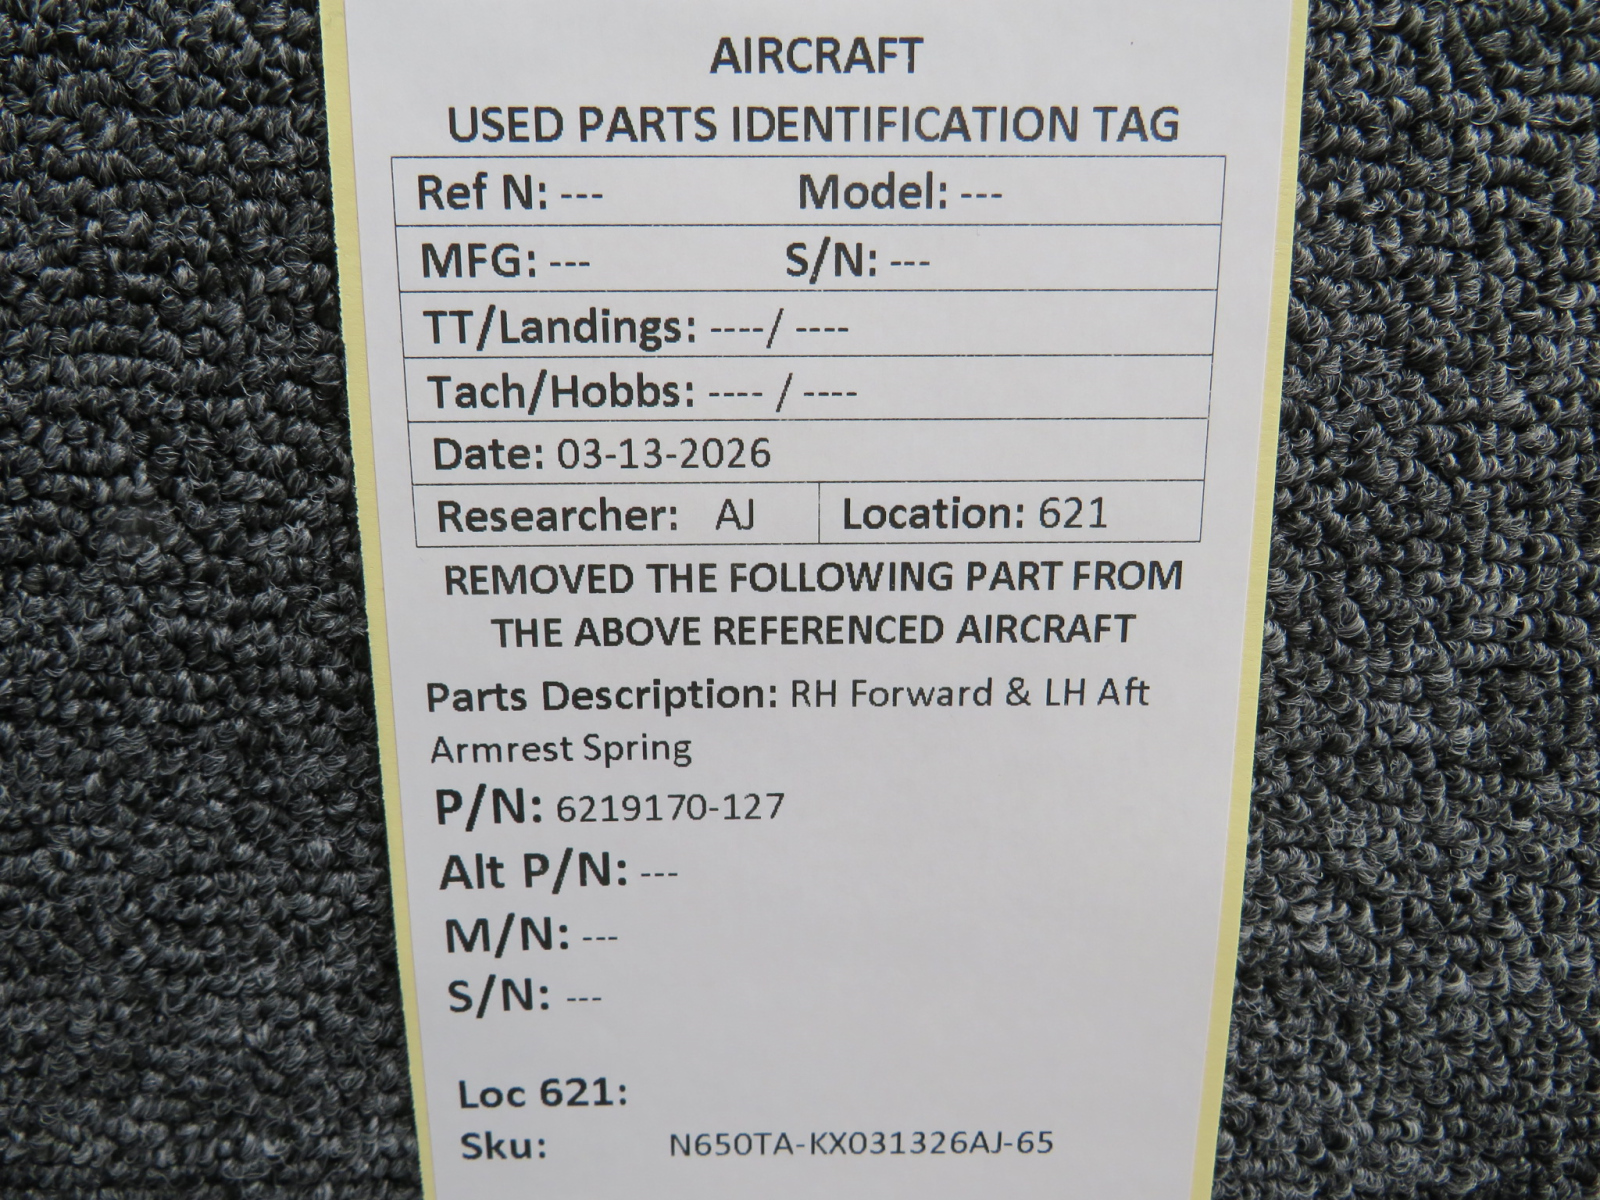 AIRCRAFT
USED PARTS IDENTIFICATION TAG
Ref N: --- Model: ---
MFG: --- S/N: ---
TT/Landings: ----/ ----
Tach/Hobbs: ---- / ----
Date: 03-13-2026
Researcher: AJ Location: 621
REMOVED THE FOLLOWING PART FROM
THE ABOVE REFERENCED AIRCRAFT
Parts Description: RH Forward & LH Aft
Armrest Spring
P/N: 6219170-127
Alt P/N: ---
M/N: ---
S/N: ---
Loc 621:
Sku: N650TA-KX031326AJ-65